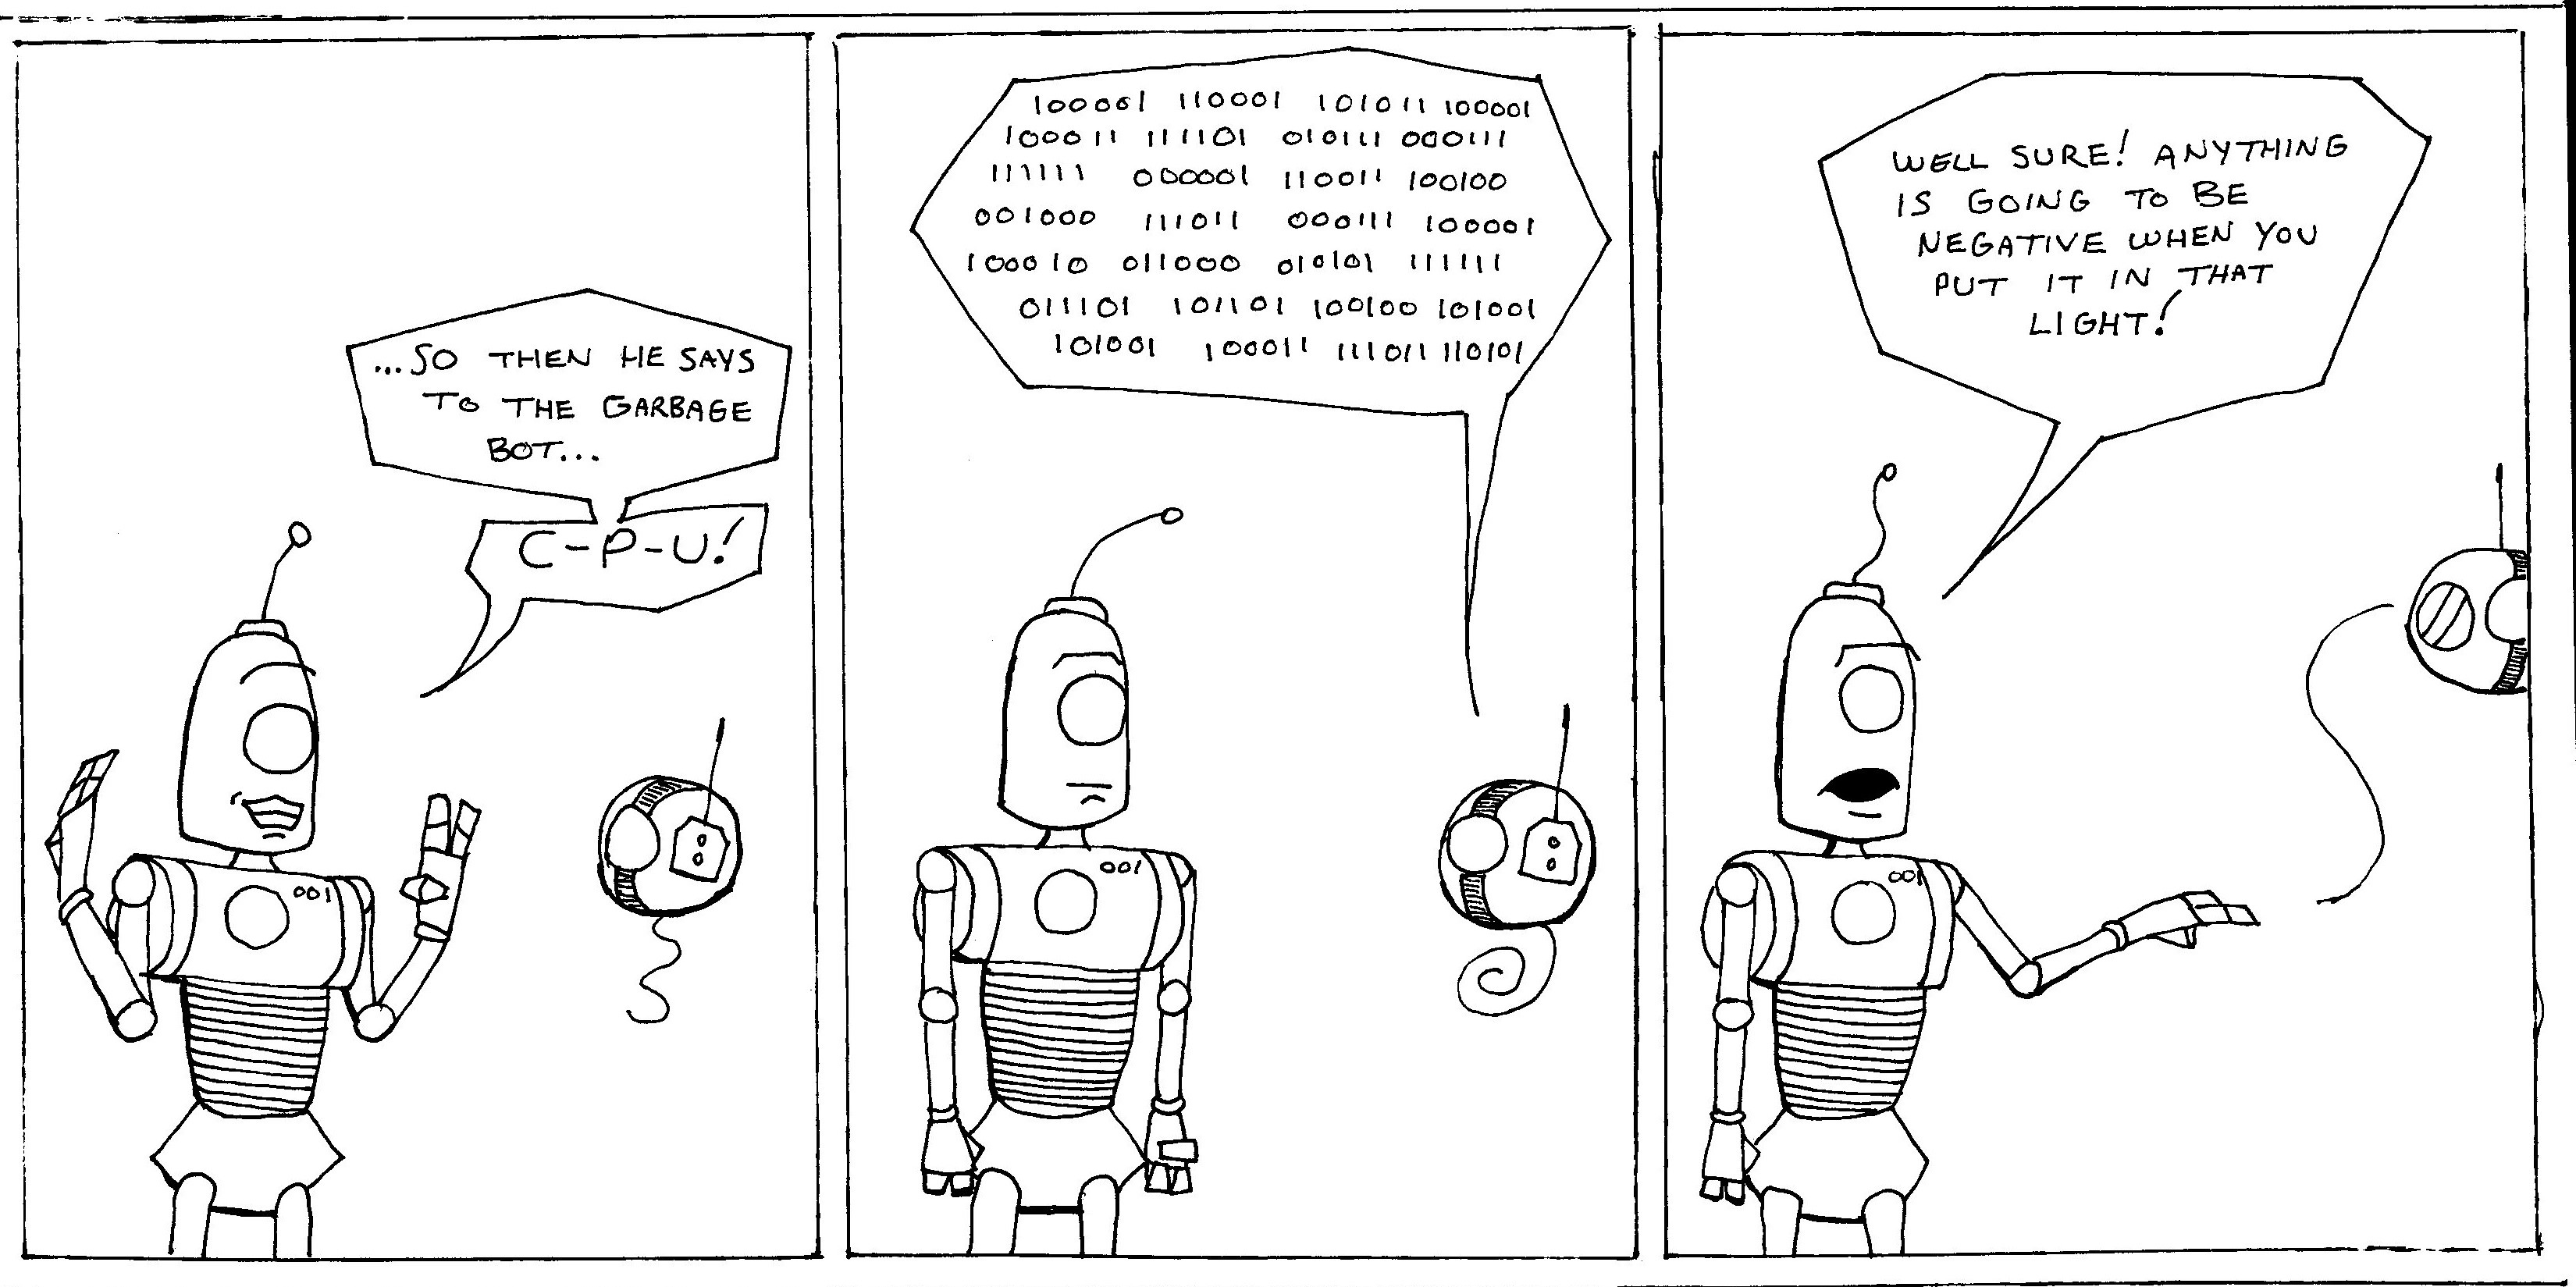 ...SO THEN HE SAYS
TO THE GARBAGE
BOT...
C-P-U!
001
100001 110001 101011 100001
100011 111101 010111 000111
111111 000001 110011 100100
001000 111011 000111 100001
100010 011000 010101 111111
011101 101101 100100 101001
101001 100011 111011 110101
001
WELL SURE! ANYTHING
IS GOING TO BE
NEGATIVE WHEN YOU
PUT IT IN THAT
LIGHT!
001